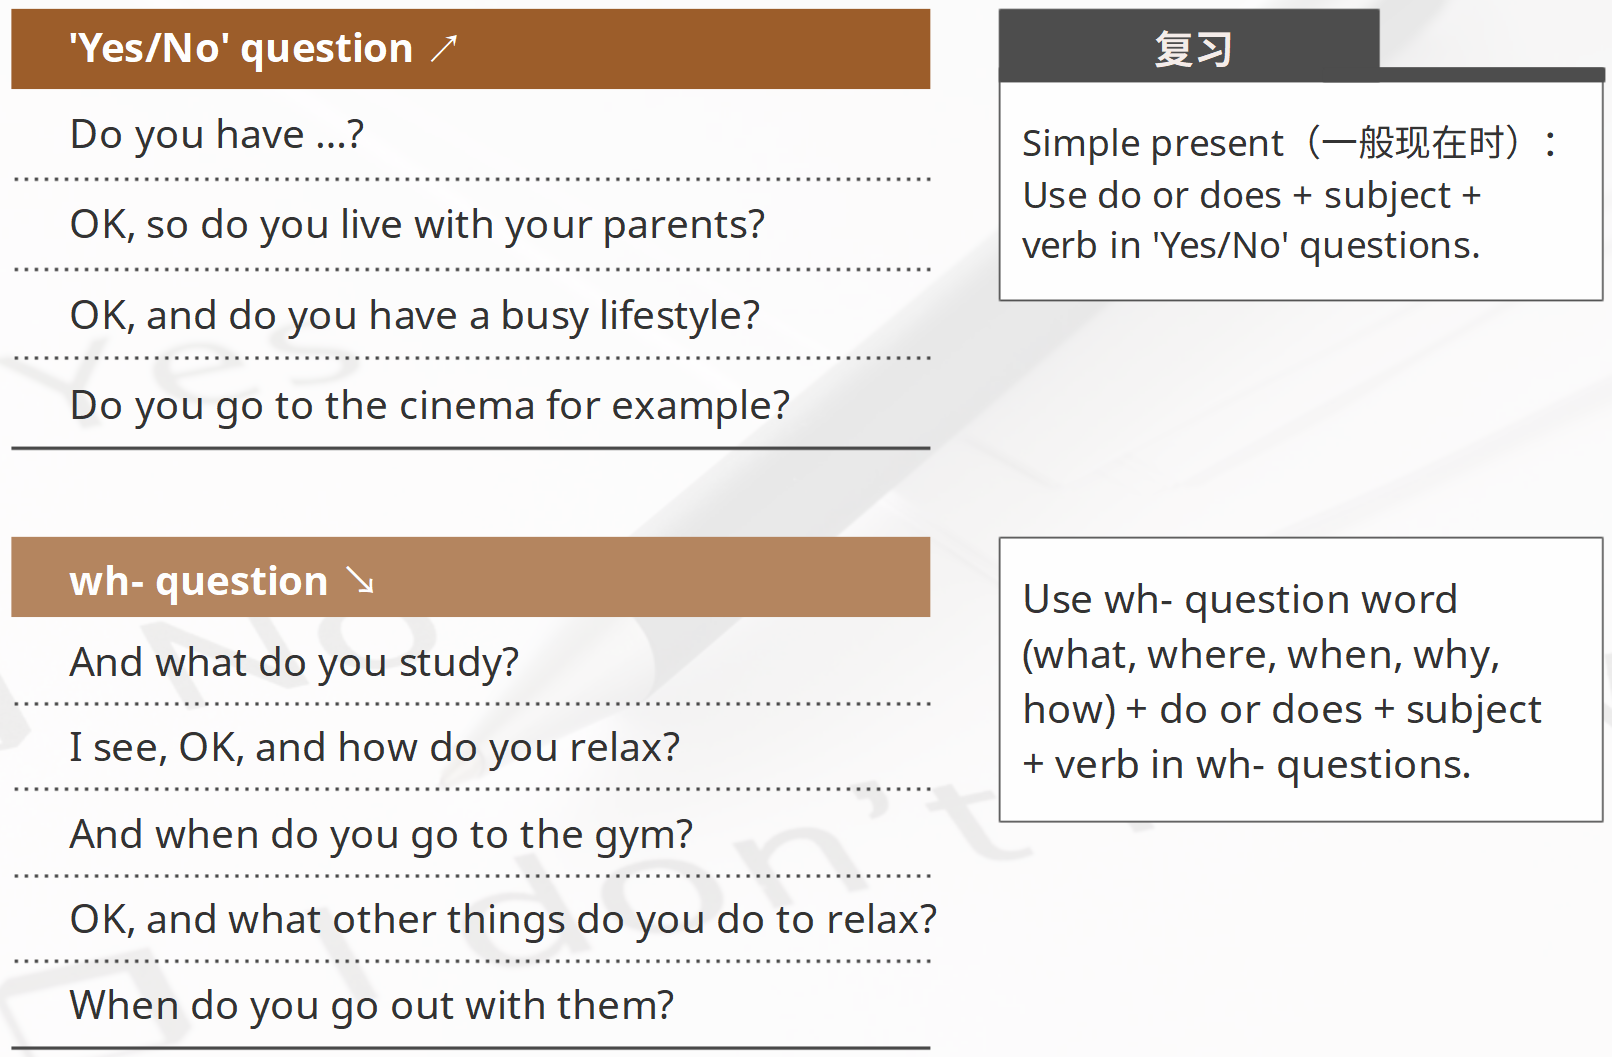 'Yes/No' question ↗
Do you have ...?
OK, so do you live with your parents?
OK, and do you have a busy lifestyle?
Do you go to the cinema for example?
复习
Simple present（一般现在时）：
Use do or does + subject +
verb in 'Yes/No' questions.
wh- question ↘
And what do you study?
I see, OK, and how do you relax?
And when do you go to the gym?
OK, and what other things do you do to relax?
When do you go out with them?
Use wh- question word
(what, where, when, why,
how) + do or does + subject
+ verb in wh- questions.
Yes
No
I don't